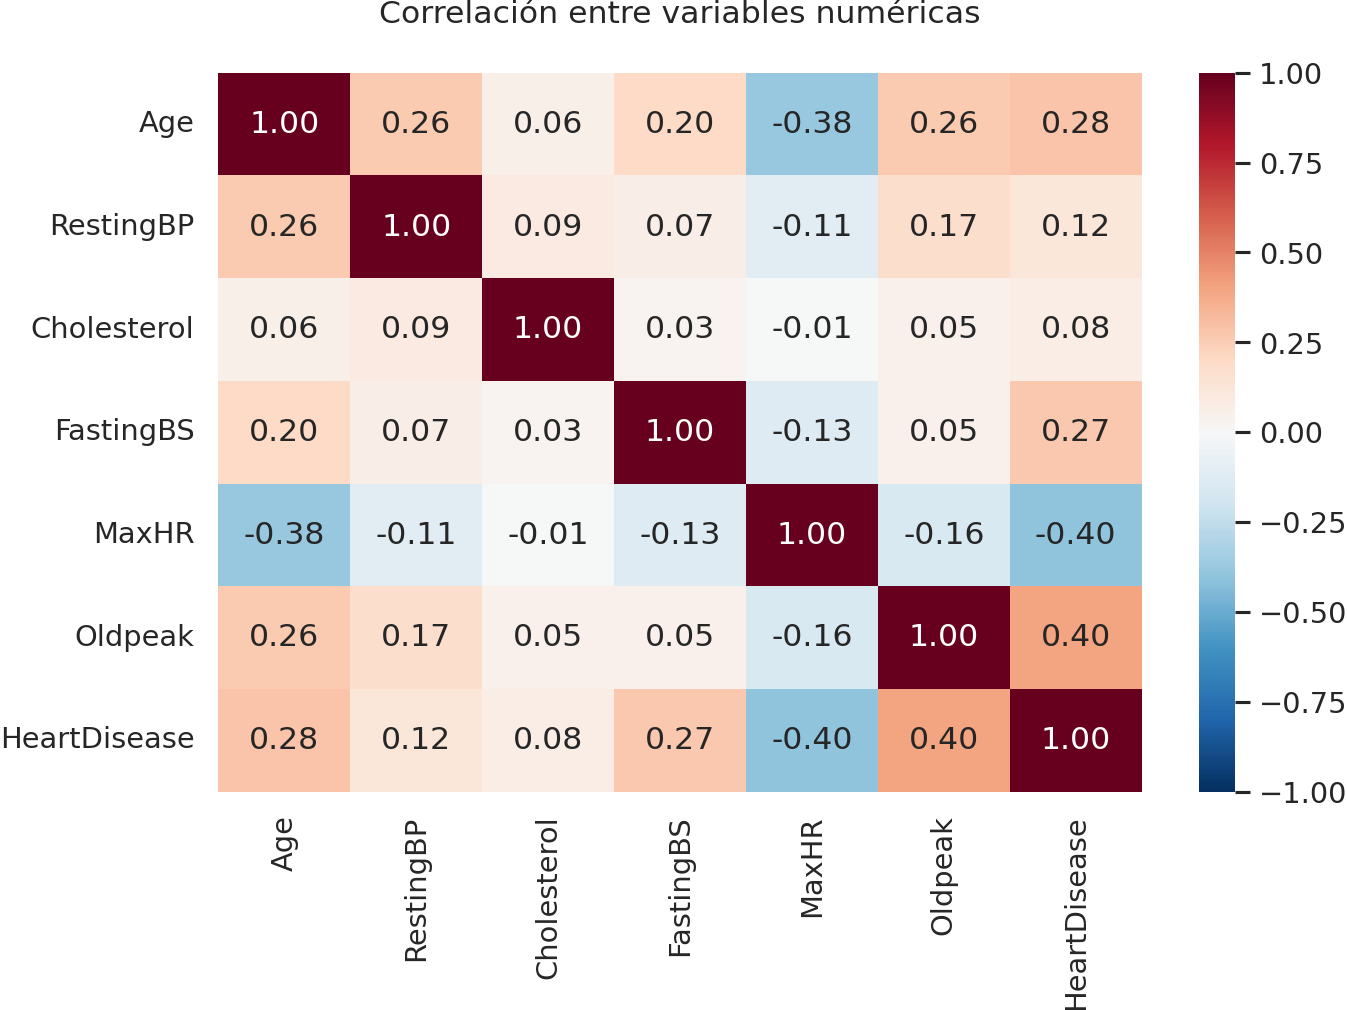 Correlación entre variables numéricas
Age 1.00 0.26 0.06 0.20 -0.38 0.26 0.28
RestingBP 0.26 1.00 0.09 0.07 -0.11 0.17 0.12
Cholesterol 0.06 0.09 1.00 0.03 -0.01 0.05 0.08
FastingBS 0.20 0.07 0.03 1.00 -0.13 0.05 0.27
MaxHR -0.38 -0.11 -0.01 -0.13 1.00 -0.16 -0.40
Oldpeak 0.26 0.17 0.05 0.05 -0.16 1.00 0.40
HeartDisease 0.28 0.12 0.08 0.27 -0.40 0.40 1.00
Age
RestingBP
Cholesterol
FastingBS
MaxHR
Oldpeak
HeartDisease
1.00
0.75
0.50
0.25
0.00
−0.25
−0.50
−0.75
−1.00